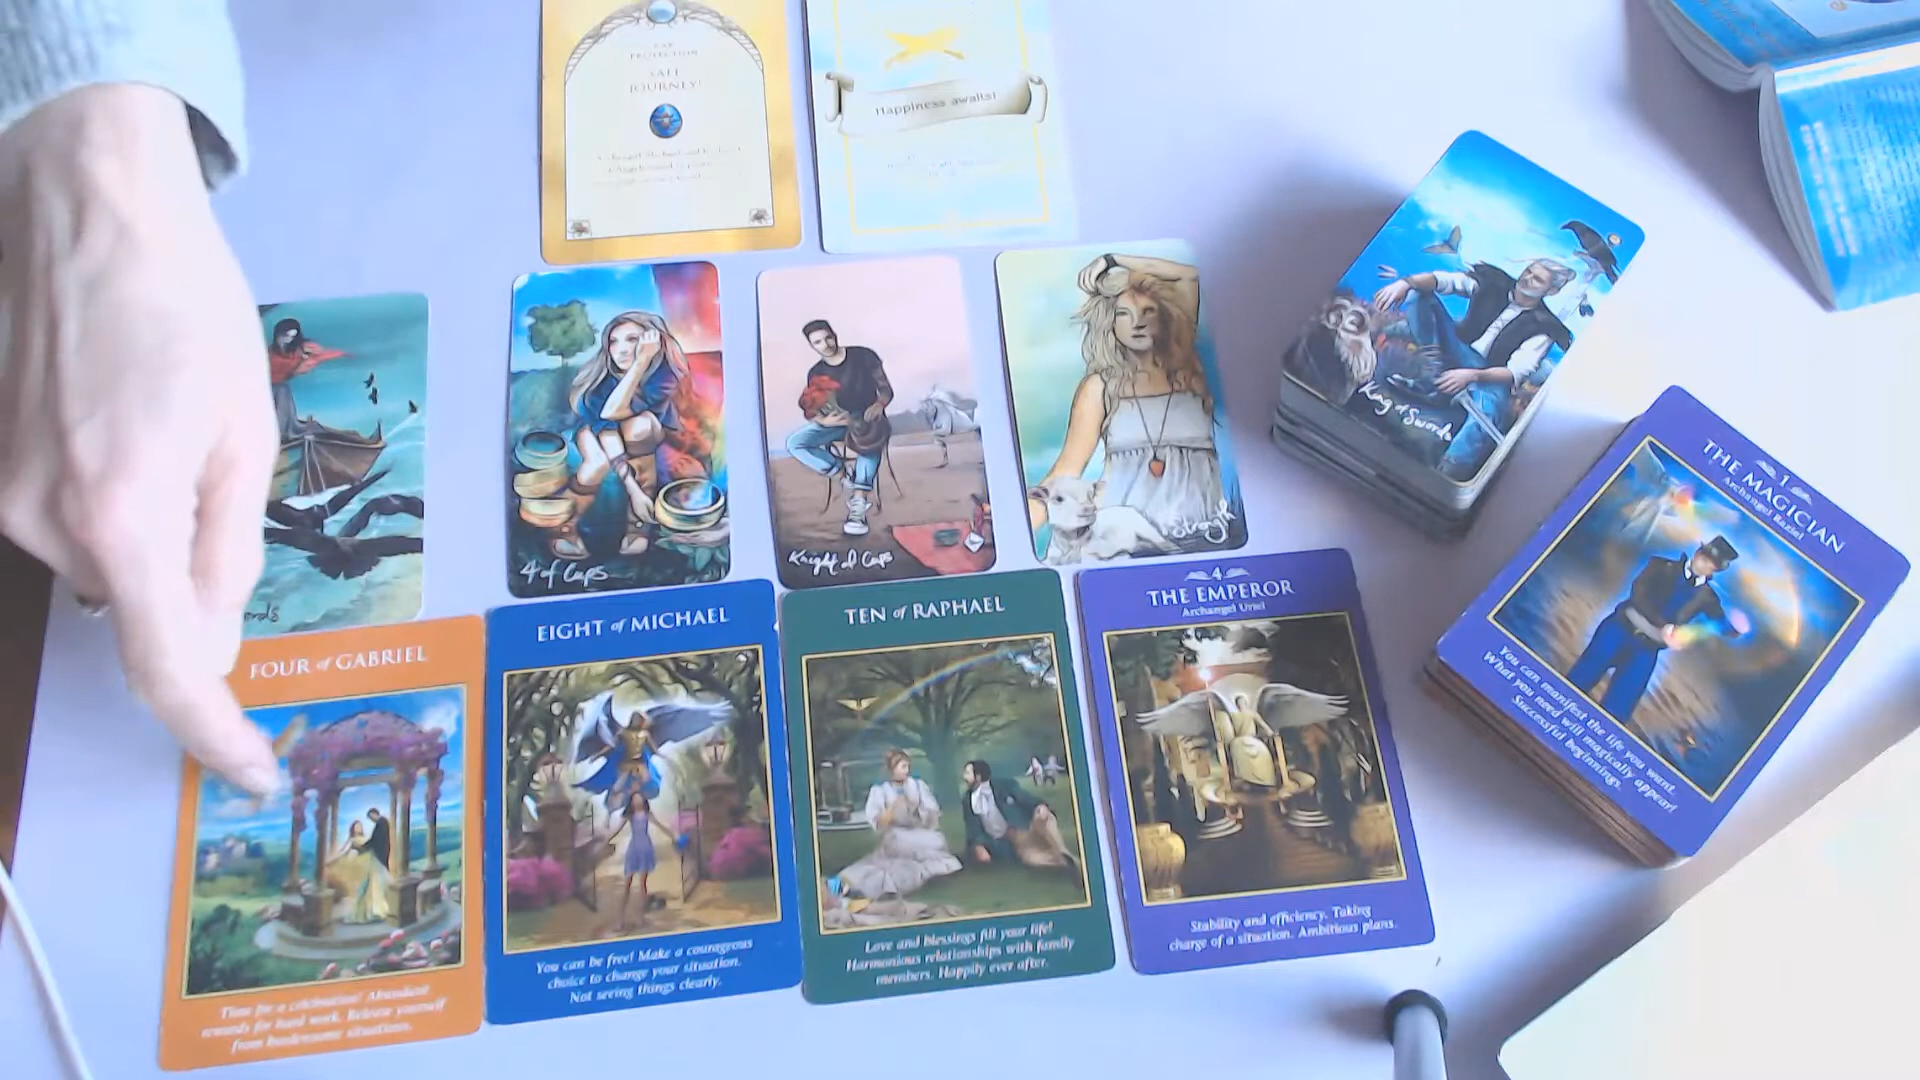 EAR
PROTECTION
SAFE
JOURNEY!
Happiness awaits!
4 of Cups
Knight of Cups
Strength
King of Swords
1
THE MAGICIAN
Archangel Raziel
You can manifest the life you want.
What you need will magically appear!
Successful beginnings.
FOUR of GABRIEL
Time for a celebration! Abundant
rewards for hard work. Release yourself
from burdensome situations.
EIGHT of MICHAEL
You can be free! Make a courageous
choice to change your situation.
Not seeing things clearly.
TEN of RAPHAEL
Love and blessings fill your life!
Harmonious relationships with family
members. Happily ever after.
4
THE EMPEROR
Archangel Uriel
Stability and efficiency. Taking
charge of a situation. Ambitious plans.